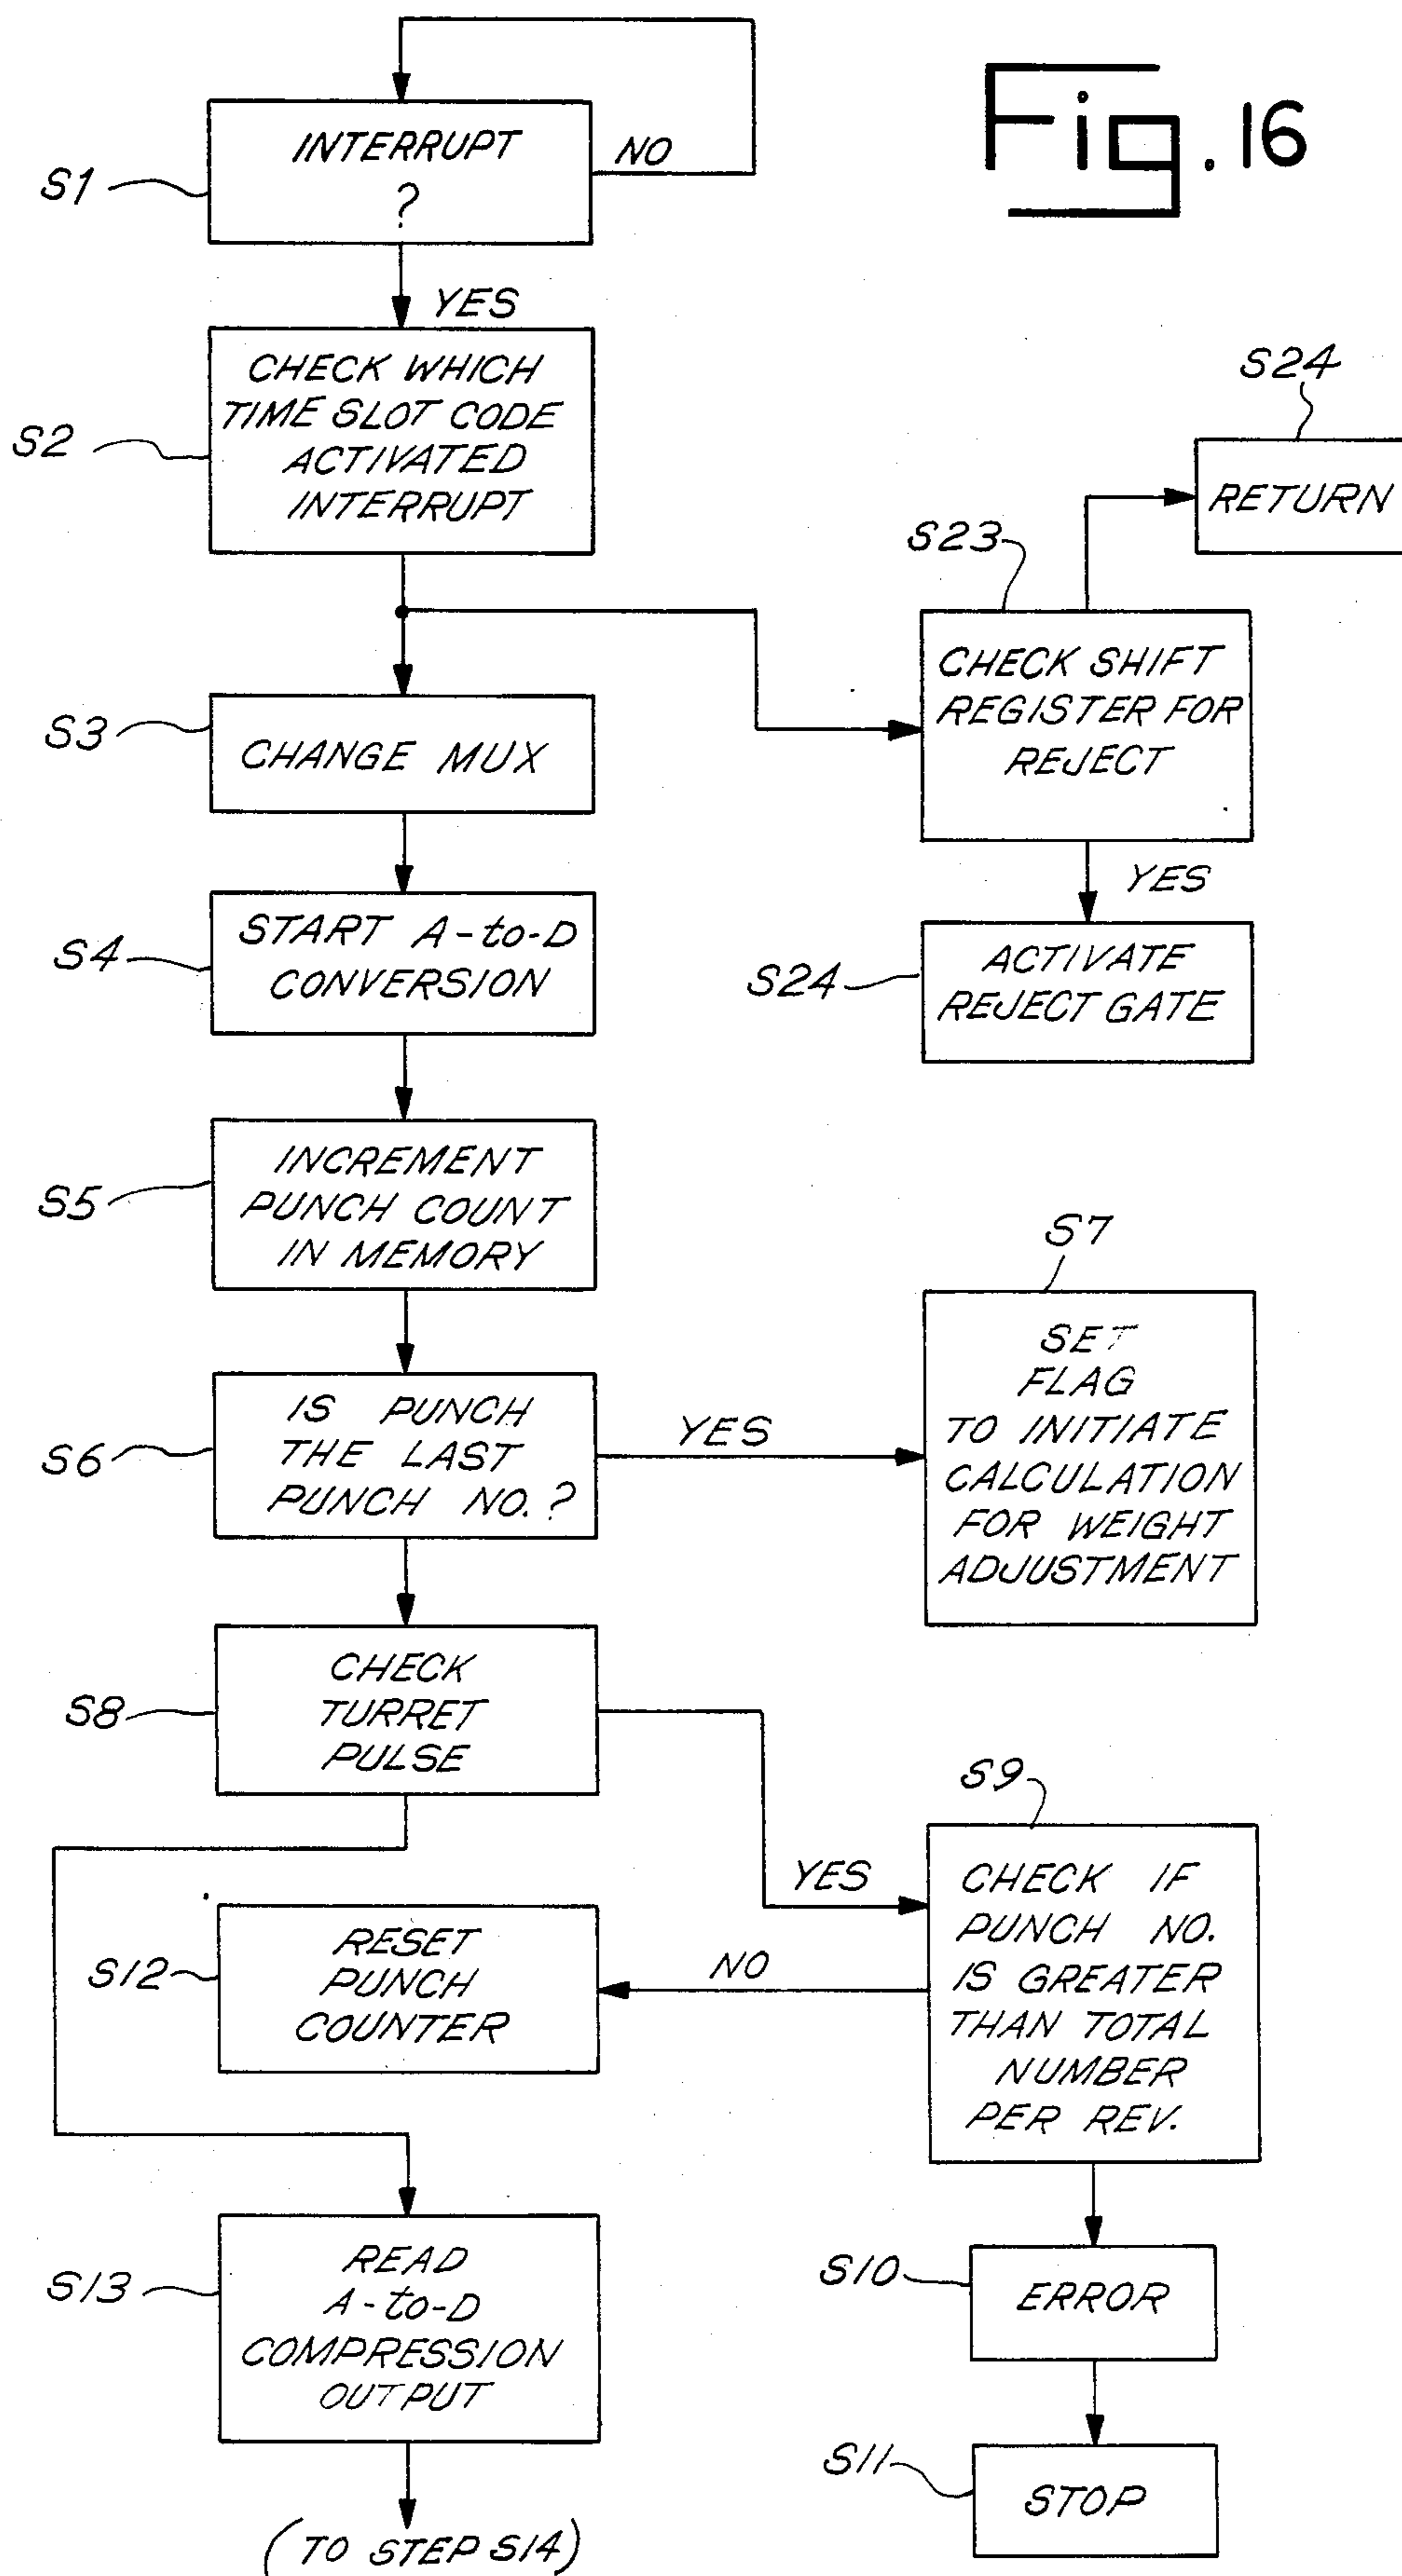 Fig. 16
INTERRUPT
?
NO
S1
YES
CHECK WHICH
TIME SLOT CODE
ACTIVATED
INTERRUPT
S2
S24
RETURN
S23
CHECK SHIFT
REGISTER FOR
REJECT
S3
CHANGE MUX
YES
S4
START A-to-D
CONVERSION
S24
ACTIVATE
REJECT GATE
S5
INCREMENT
PUNCH COUNT
IN MEMORY
S7
SET
FLAG
TO INITIATE
CALCULATION
FOR WEIGHT
ADJUSTMENT
S6
IS PUNCH
THE LAST
PUNCH NO.?
YES
S8
CHECK
TURRET
PULSE
S9
YES
CHECK IF
PUNCH NO.
IS GREATER
THAN TOTAL
NUMBER
PER REV.
NO
S12
RESET
PUNCH
COUNTER
S13
READ
A-to-D
COMPRESSION
OUTPUT
S10
ERROR
S11
STOP
(TO STEP S14)